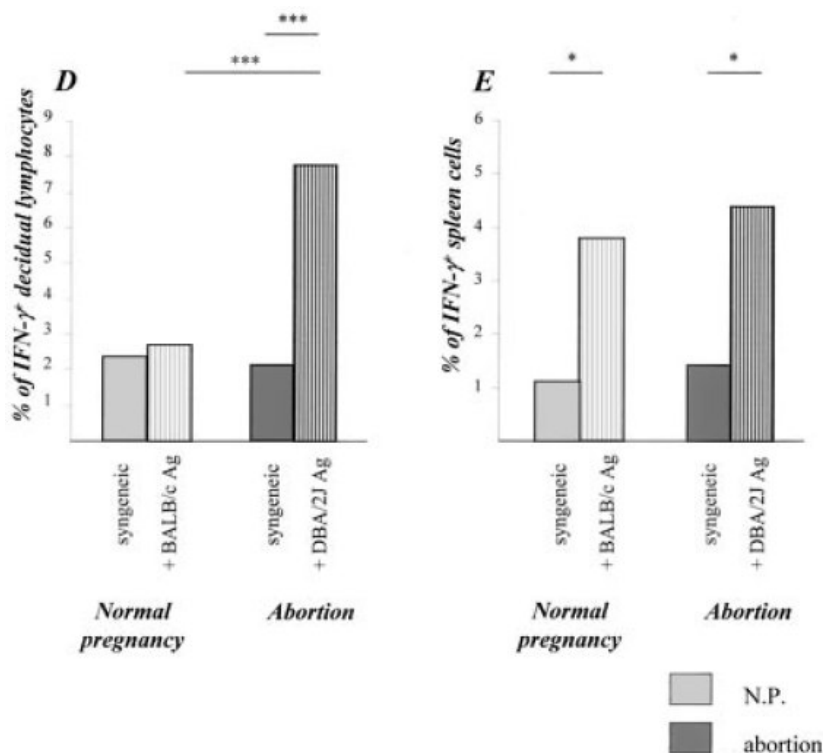 ***
***
D
% of IFN-γ⁺ decidual lymphocytes
9
8
7
6
5
4
3
2
1
syngeneic
+ BALB/c Ag
syngeneic
+ DBA/2J Ag
Normal
pregnancy
Abortion
*
*
E
% of IFN-γ⁺ spleen cells
6
5
4
3
2
1
syngeneic
+ BALB/c Ag
syngeneic
+ DBA/2J Ag
Normal
pregnancy
Abortion
N.P.
abortion